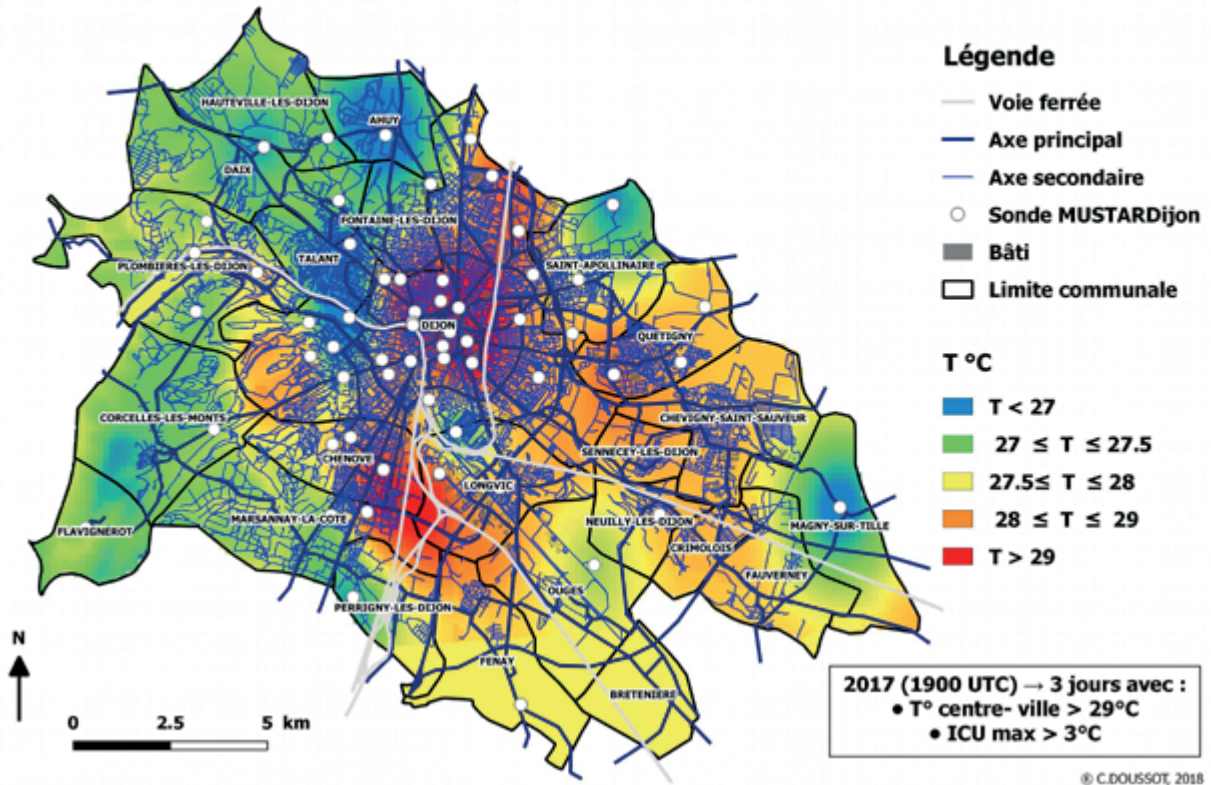 Légende
Voie ferrée
Axe principal
Axe secondaire
Sonde MUSTARDijon
Bâti
Limite communale
T °C
T < 27
27 ≤ T ≤ 27.5
27.5≤ T ≤ 28
28 ≤ T ≤ 29
T > 29
HAUTEVILLE-LES-DIJON
AHUY
DAIX
FONTAINE-LES-DIJON
TALANT
PLOMBIERES-LES-DIJON
SAINT-APOLLINAIRE
DIJON
QUETIGNY
CORCELLES-LES-MONTS
CHEVIGNY-SAINT-SAUVEUR
SENNECEY-LES-DIJON
CHENOVE
LONGVIC
MARSANNAY-LA-COTE
NEUILLY-LES-DIJON
MAGNY-SUR-TILLE
FLAVIGNEROT
CRIMOLOIS
FAUVERNEY
OUGES
PERRIGNY-LES-DIJON
FENAY
BRETENIERE
N
0 2.5 5 km
2017 (1900 UTC) → 3 jours avec :
● T° centre- ville > 29°C
● ICU max > 3°C
© C.DOUSSOT, 2018